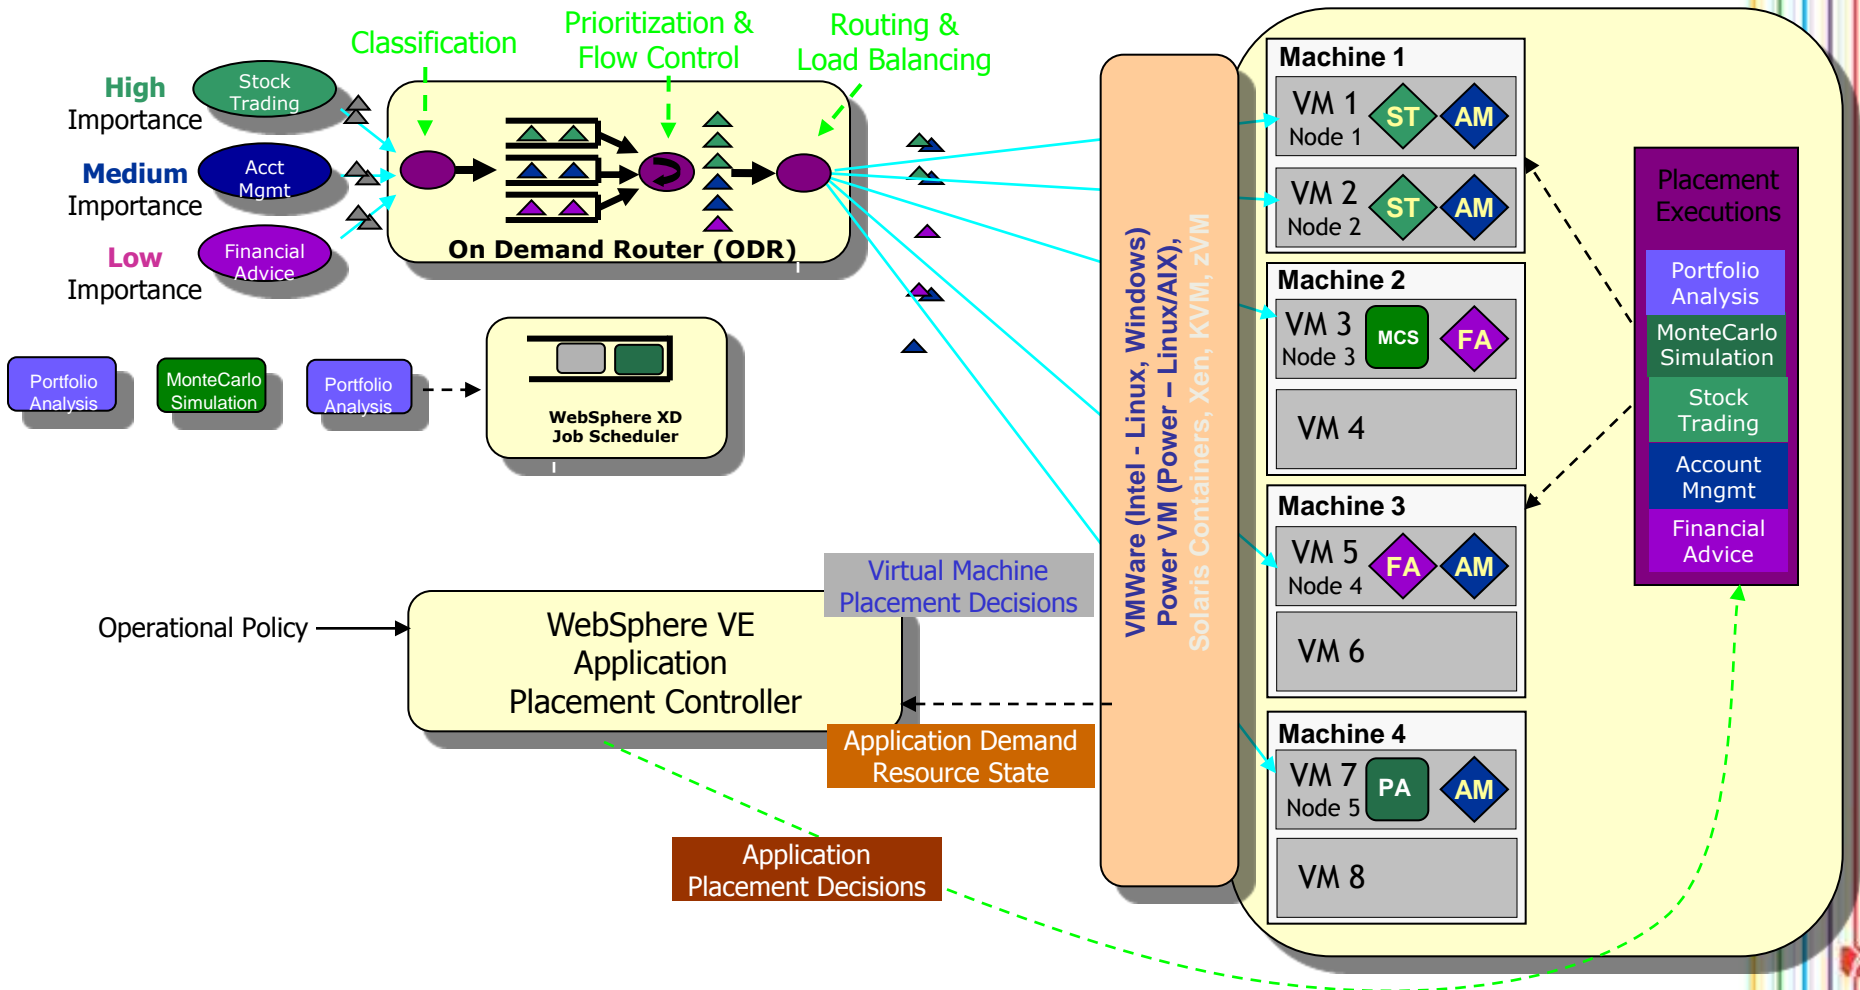 Classification
Prioritization &
Flow Control
Routing &
Load Balancing
High
Importance
Stock
Trading
Medium
Importance
Acct
Mgmt
Low
Importance
Financial
Advice
On Demand Router (ODR)
Portfolio
Analysis
MonteCarlo
Simulation
Portfolio
Analysis
WebSphere XD
Job Scheduler
Operational Policy
WebSphere VE
Application
Placement Controller
Virtual Machine
Placement Decisions
Application Demand
Resource State
Application
Placement Decisions
VMWare (Intel - Linux, Windows)
Power VM (Power – Linux/AIX),
Solaris Containers, Xen, KVM, zVM
Machine 1
VM 1
Node 1
ST
AM
VM 2
Node 2
ST
AM
Machine 2
VM 3
Node 3
MCS
FA
VM 4
Machine 3
VM 5
Node 4
FA
AM
VM 6
Machine 4
VM 7
Node 5
PA
AM
VM 8
Placement
Executions
Portfolio
Analysis
MonteCarlo
Simulation
Stock
Trading
Account
Mngmt
Financial
Advice